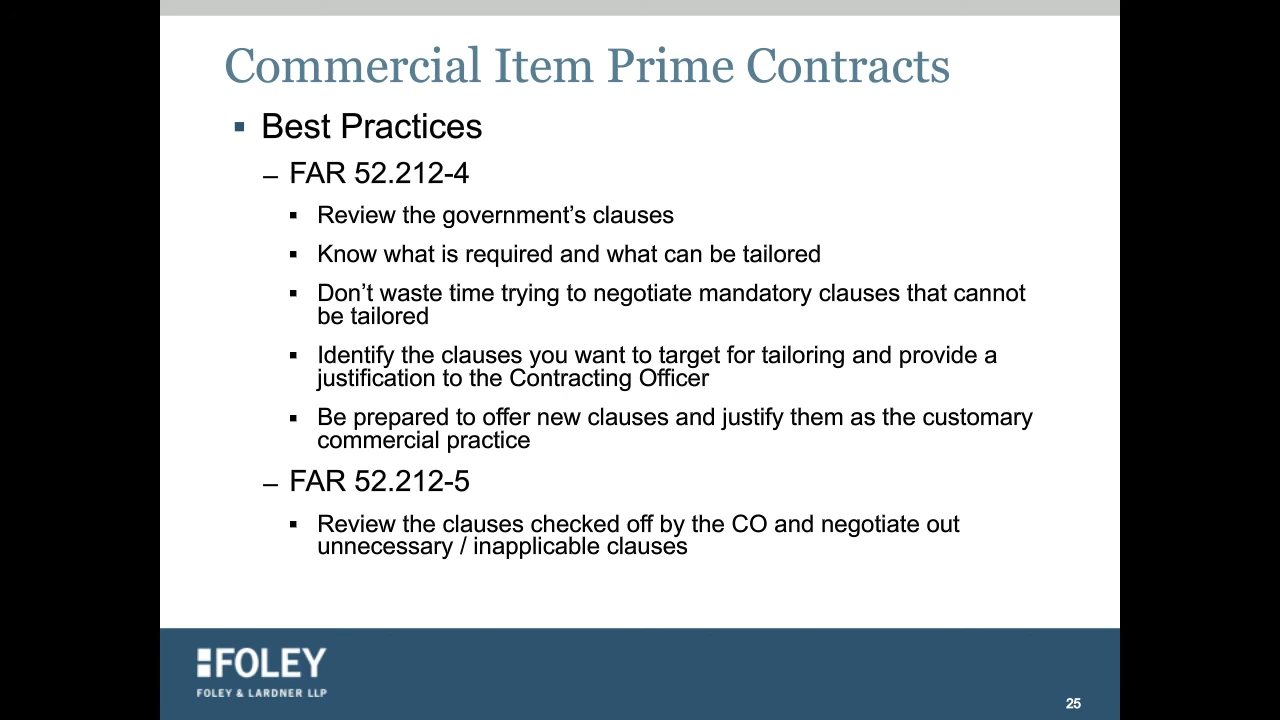 Commercial Item Prime Contracts
▪ Best Practices
– FAR 52.212-4
▪ Review the government’s clauses
▪ Know what is required and what can be tailored
▪ Don’t waste time trying to negotiate mandatory clauses that cannot
be tailored
▪ Identify the clauses you want to target for tailoring and provide a
justification to the Contracting Officer
▪ Be prepared to offer new clauses and justify them as the customary
commercial practice
– FAR 52.212-5
▪ Review the clauses checked off by the CO and negotiate out
unnecessary / inapplicable clauses
FOLEY
FOLEY & LARDNER LLP
25